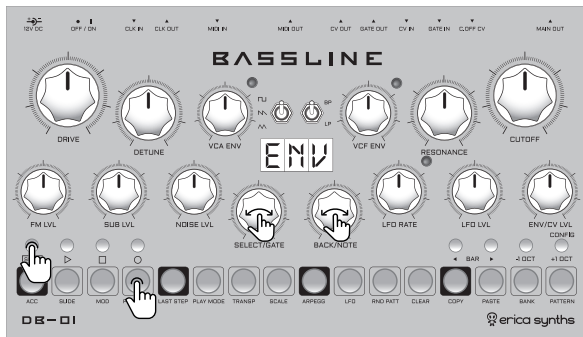 12V DC OFF / ON CLK IN CLK OUT MIDI IN MIDI OUT CV OUT GATE OUT CV IN GATE IN C.OFF CV MAIN OUT
BASSLINE
BP
LP
DRIVE DETUNE VCA ENV VCF ENV RESONANCE CUTOFF
ENV
FM LVL SUB LVL NOISE LVL SELECT/GATE BACK/NOTE LFO RATE LFO LVL ENV/CV LVL
CONFIG
BAR -1 OCT +1 OCT
ACC SLIDE MOD LAST STEP PLAY MODE TRANSP SCALE ARPEGG LFO RND PATT CLEAR COPY PASTE BANK PATTERN
DB-01 erica synths